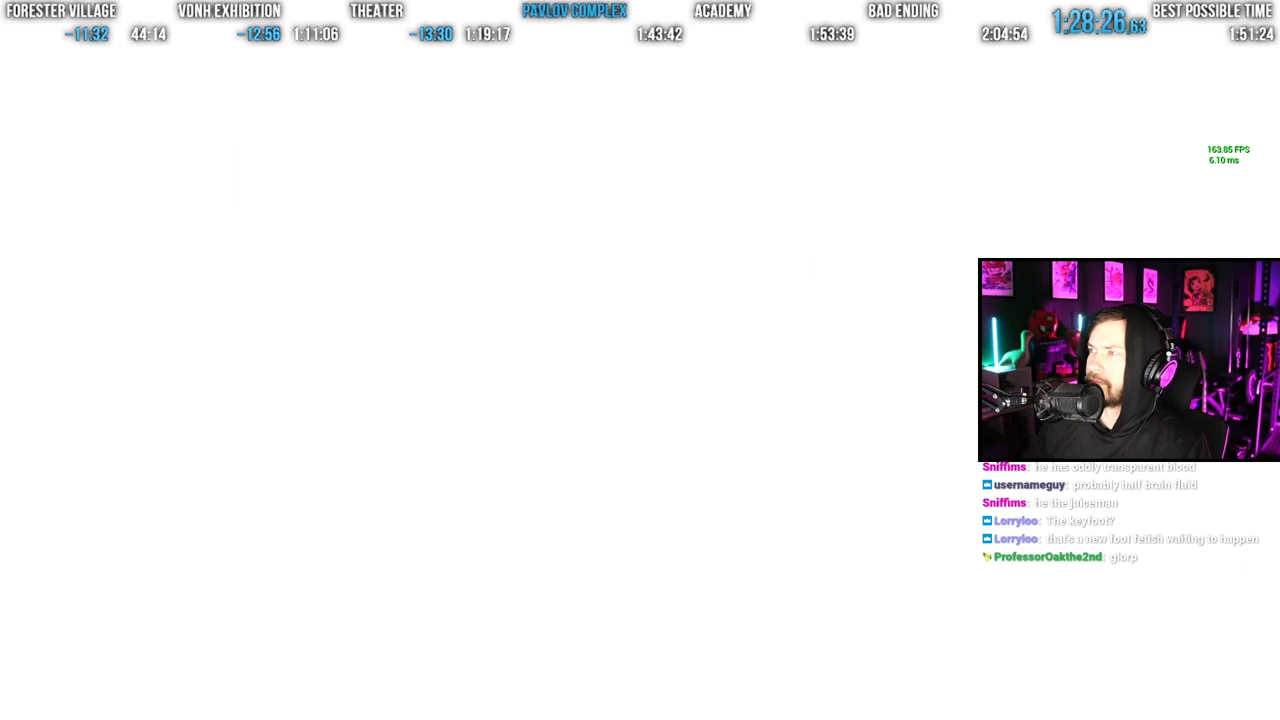 FORESTER VILLAGE VDNH EXHIBITION THEATER PAVLOV COMPLEX ACADEMY BAD ENDING 1:28:26.63 BEST POSSIBLE TIME
-11:32 44:14 -12:56 1:11:06 -13:30 1:19:17 1:43:42 1:53:39 2:04:54 1:51:24
163.85 FPS
6.10 ms
Sniffims: he has oddly transparent blood
usernameguy: probably half brain fluid
Sniffims: he the juiceman
Lorryloo: The keyfoot?
Lorryloo: that's a new foot fetish waiting to happen
ProfessorOakthe2nd: glorp